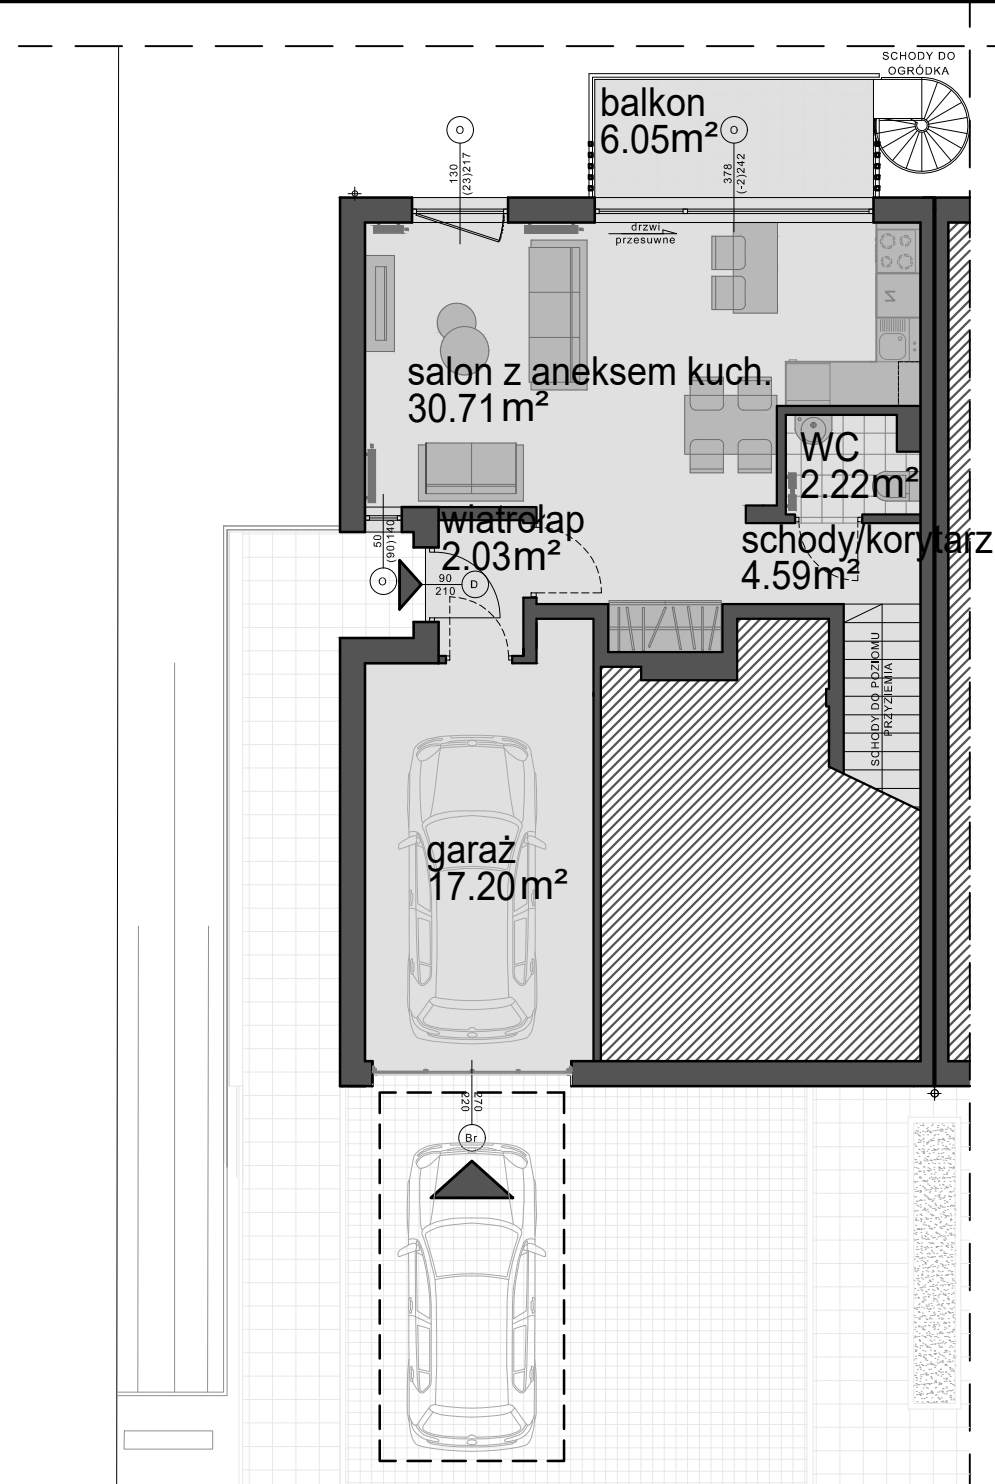 SCHODY DO
OGRÓDKA
balkon
6.05m²
O
130
(23)217
O
378
(-2)242
drzwi
przesuwne
Z
salon z aneksem kuch.
30.71m²
WC
2.22m²
wiatrołap
2.03m²
schody/korytarz
4.59m²
50
(90)140
O
90
210
D
SCHODY DO POZIOMU
PRZYZIEMIA
garaż
17.20m²
270
220
Br